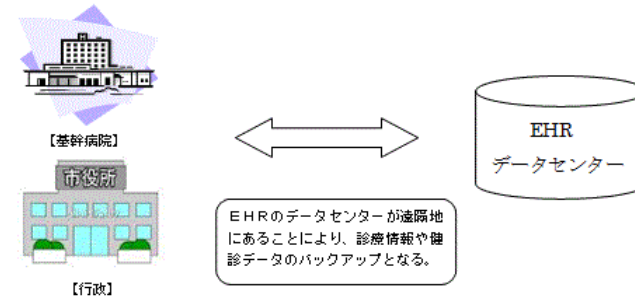 【基幹病院】
市役所
【行政】
EHRのデータセンターが遠隔地
にあることにより、診療情報や健
診データのバックアップとなる。
EHR
データセンター